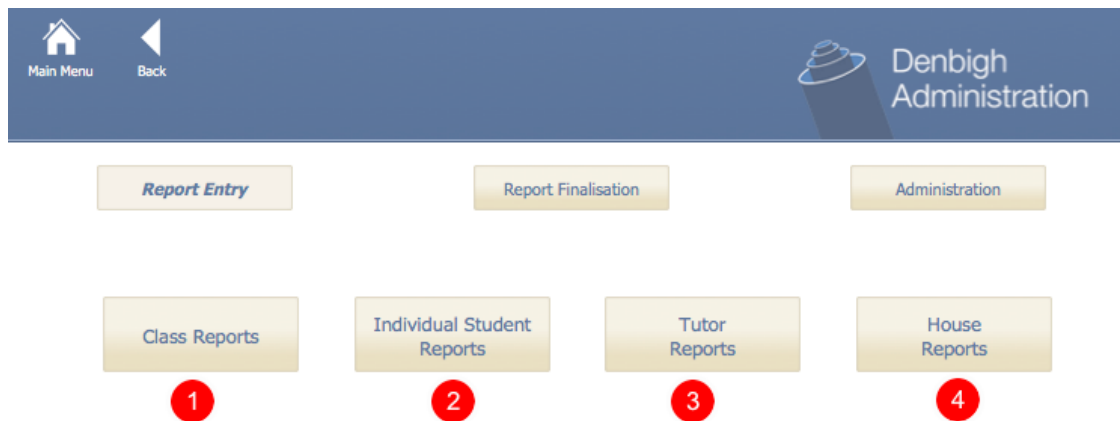 Main Menu
Back
Denbigh
Administration
Report Entry
Report Finalisation
Administration
Class Reports
Individual Student
Reports
Tutor
Reports
House
Reports
1
2
3
4